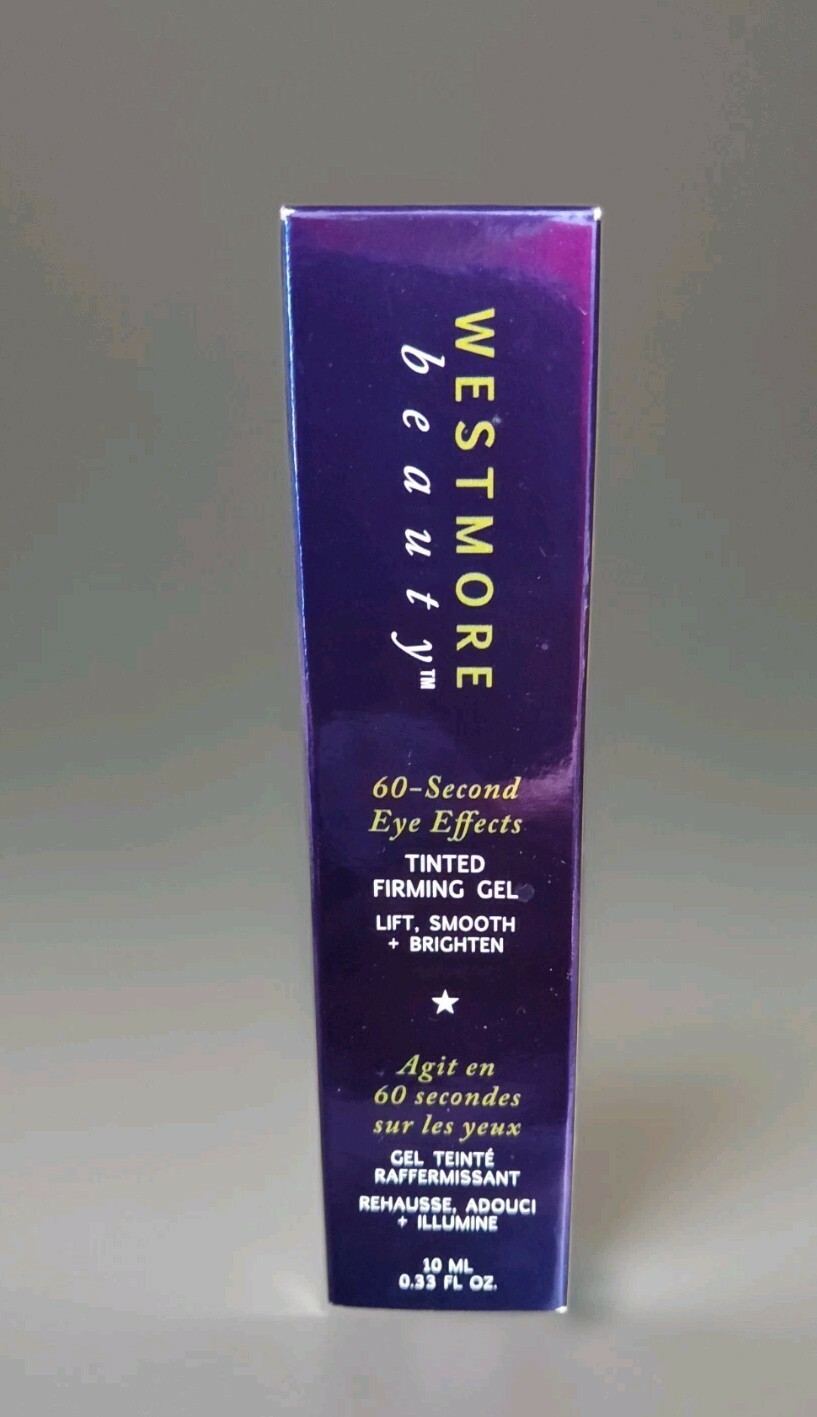 WESTMORE
beauty™
60-Second
Eye Effects
TINTED
FIRMING GEL
LIFT, SMOOTH
+ BRIGHTEN
Agit en
60 secondes
sur les yeux
GEL TEINTÉ
RAFFERMISSANT
REHAUSSE, ADOUCI
+ ILLUMINE
10 ML
0.33 FL OZ.